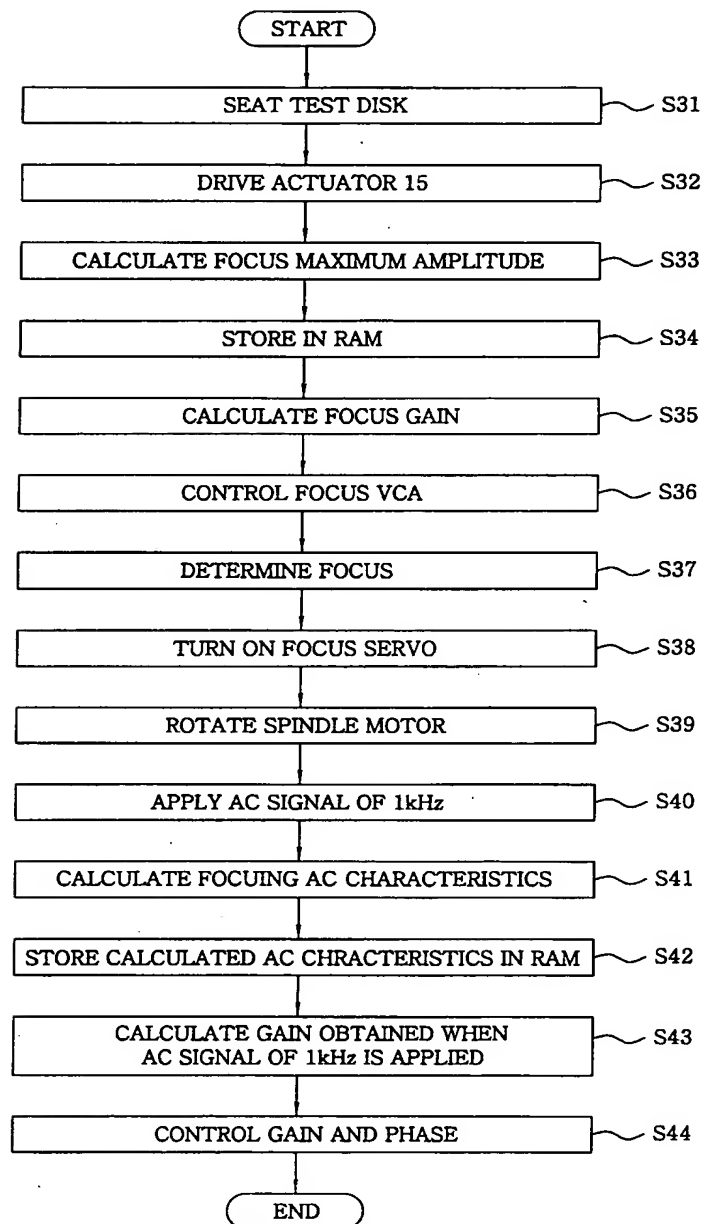 START
SEAT TEST DISK
S31
DRIVE ACTUATOR 15
S32
CALCULATE FOCUS MAXIMUM AMPLITUDE
S33
STORE IN RAM
S34
CALCULATE FOCUS GAIN
S35
CONTROL FOCUS VCA
S36
DETERMINE FOCUS
S37
TURN ON FOCUS SERVO
S38
ROTATE SPINDLE MOTOR
S39
APPLY AC SIGNAL OF 1kHz
S40
CALCULATE FOCUING AC CHARACTERISTICS
S41
STORE CALCULATED AC CHRACTERISTICS IN RAM
S42
CALCULATE GAIN OBTAINED WHEN
AC SIGNAL OF 1kHz IS APPLIED
S43
CONTROL GAIN AND PHASE
S44
END